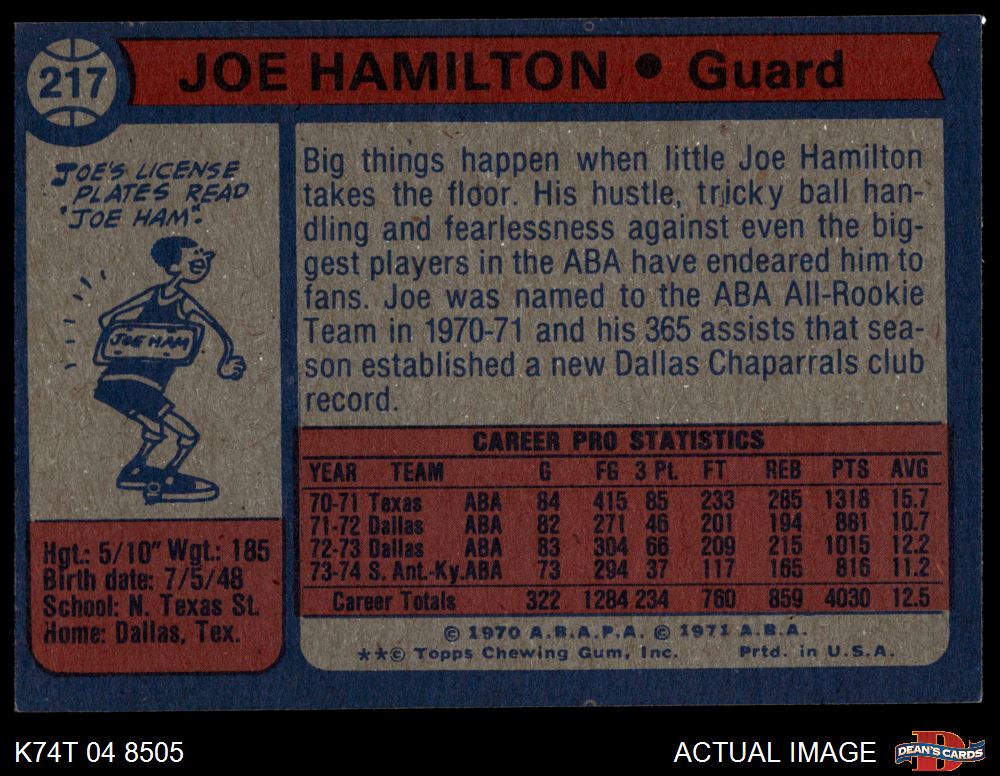 217
JOE HAMILTON • Guard
JOE'S LICENSE
PLATES READ
"JOE HAM".
JOE HAM
Hgt.: 5/10" Wgt.: 185
Birth date: 7/5/48
School: N. Texas St.
Home: Dallas, Tex.
Big things happen when little Joe Hamilton
takes the floor. His hustle, tricky ball han-
dling and fearlessness against even the big-
gest players in the ABA have endeared him to
fans. Joe was named to the ABA All-Rookie
Team in 1970-71 and his 365 assists that sea-
son established a new Dallas Chaparrals club
record.
CAREER PRO STATISTICS
YEAR TEAM G FG 3 Pt. FT REB PTS AVG
70-71 Texas ABA 84 415 85 233 285 1318 15.7
71-72 Dallas ABA 82 271 46 201 194 881 10.7
72-73 Dallas ABA 83 304 66 209 215 1015 12.2
73-74 S. Ant.-Ky. ABA 73 294 37 117 165 816 11.2
Career Totals 322 1284 234 760 859 4030 12.5
© 1970 A.B.A.P.A. © 1971 A.B.A.
**© Topps Chewing Gum, Inc. Prtd. in U.S.A.
K74T 04 8505
ACTUAL IMAGE
D
DEAN'S CARDS